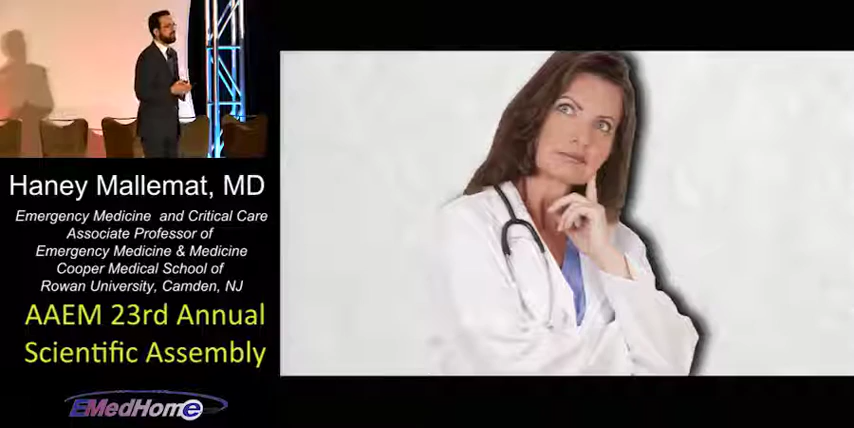 Haney Mallemat, MD
Emergency Medicine and Critical Care
Associate Professor of
Emergency Medicine & Medicine
Cooper Medical School of
Rowan University, Camden, NJ
AAEM 23rd Annual
Scientific Assembly
EMedHome